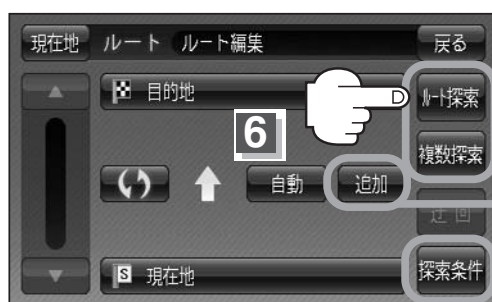 現在地 ルート ルート編集 戻る
目的地 ルート探索
6 複数探索
自動 追加
迂回
S 現在地 探索条件